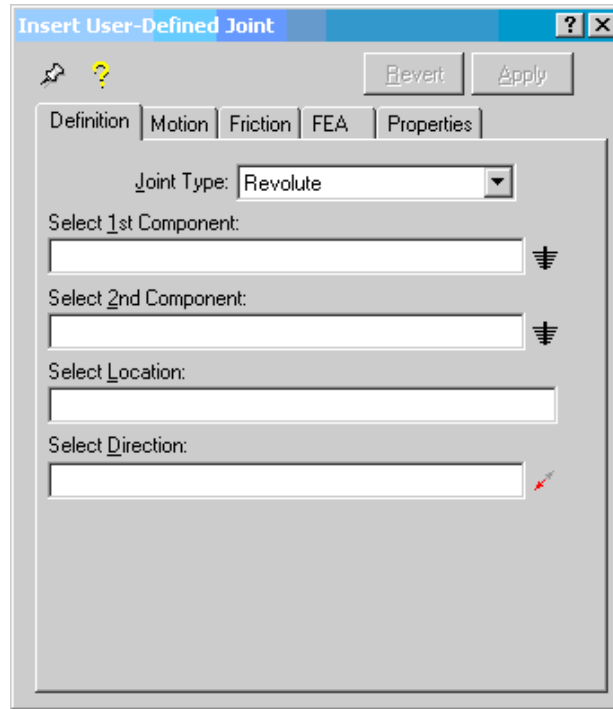 Insert User-Defined Joint
?
Revert Apply
Definition Motion Friction FEA Properties
Joint Type: Revolute
Select 1st Component:
Select 2nd Component:
Select Location:
Select Direction: